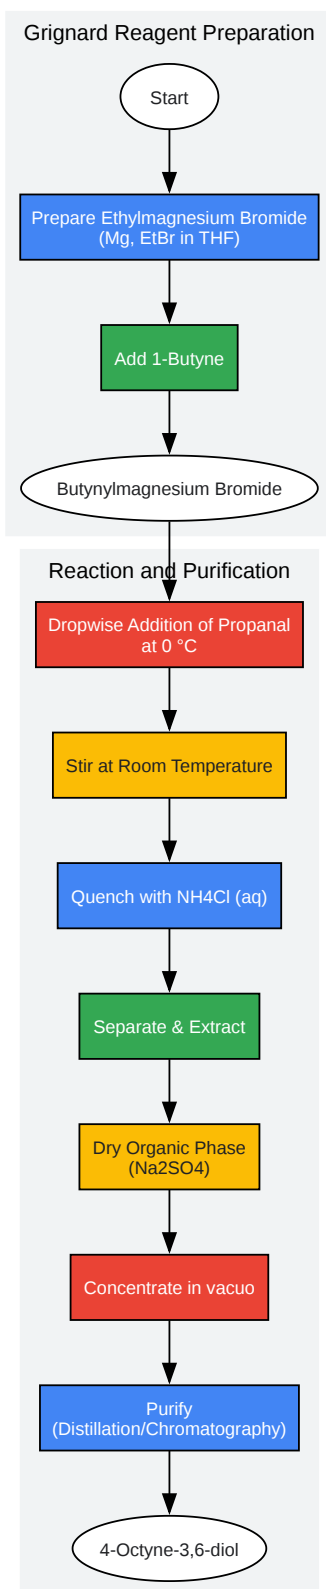 Grignard Reagent Preparation
Start
Prepare Ethylmagnesium Bromide
(Mg, EtBr in THF)
Add 1-Butyne
Butynylmagnesium Bromide
Reaction and Purification
Dropwise Addition of Propanal
at 0 °C
Stir at Room Temperature
Quench with NH4Cl (aq)
Separate & Extract
Dry Organic Phase
(Na2SO4)
Concentrate in vacuo
Purify
(Distillation/Chromatography)
4-Octyne-3,6-diol